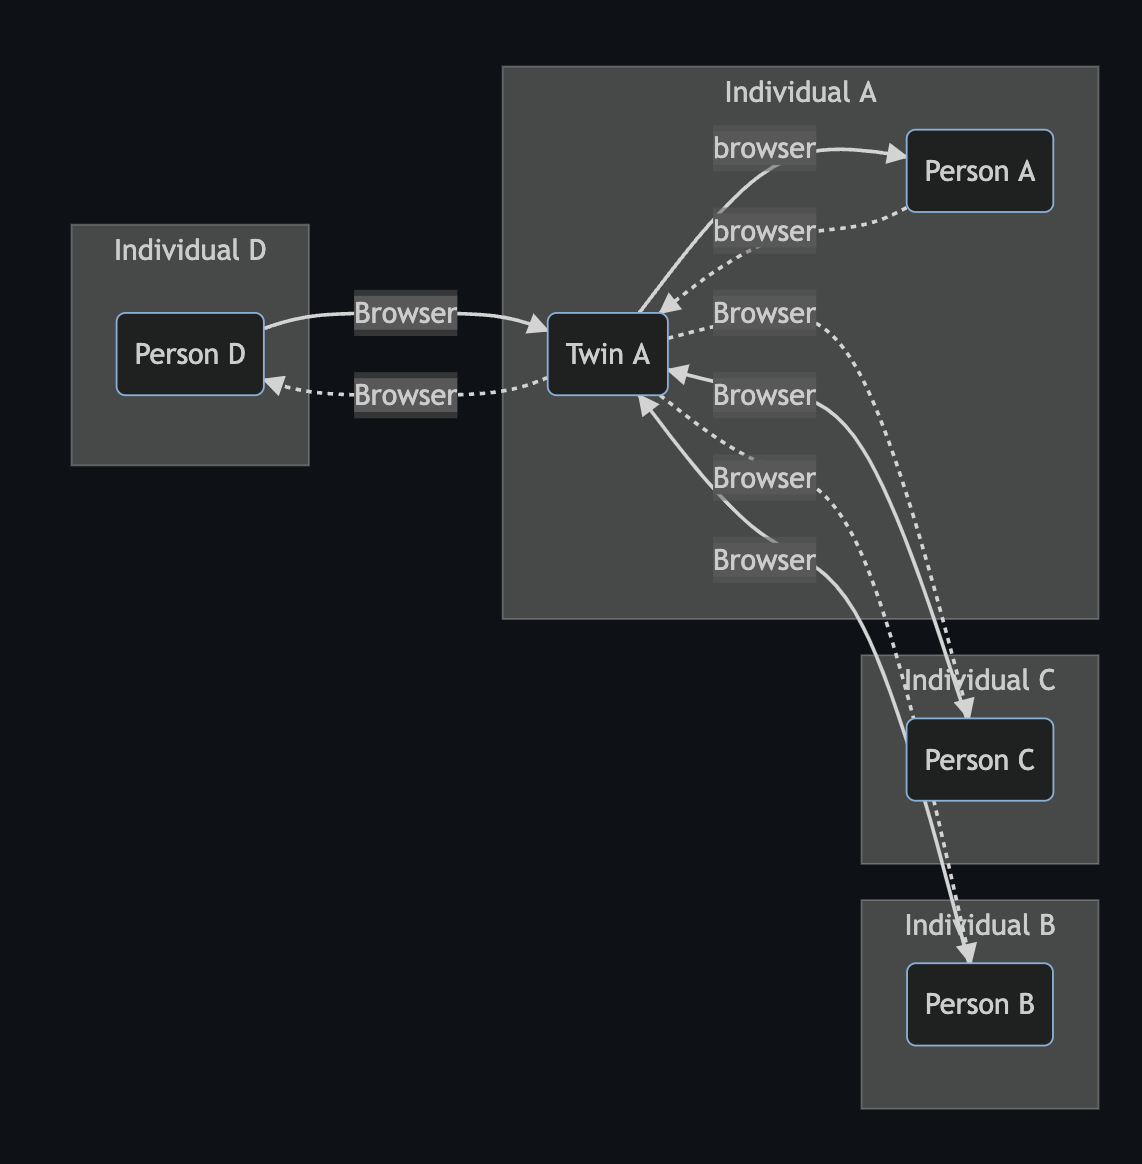 Individual A
browser
Person A
browser
Individual D
Browser
Browser
Person D
Twin A
Browser
Browser
Browser
Browser
Individual C
Person C
Individual B
Person B